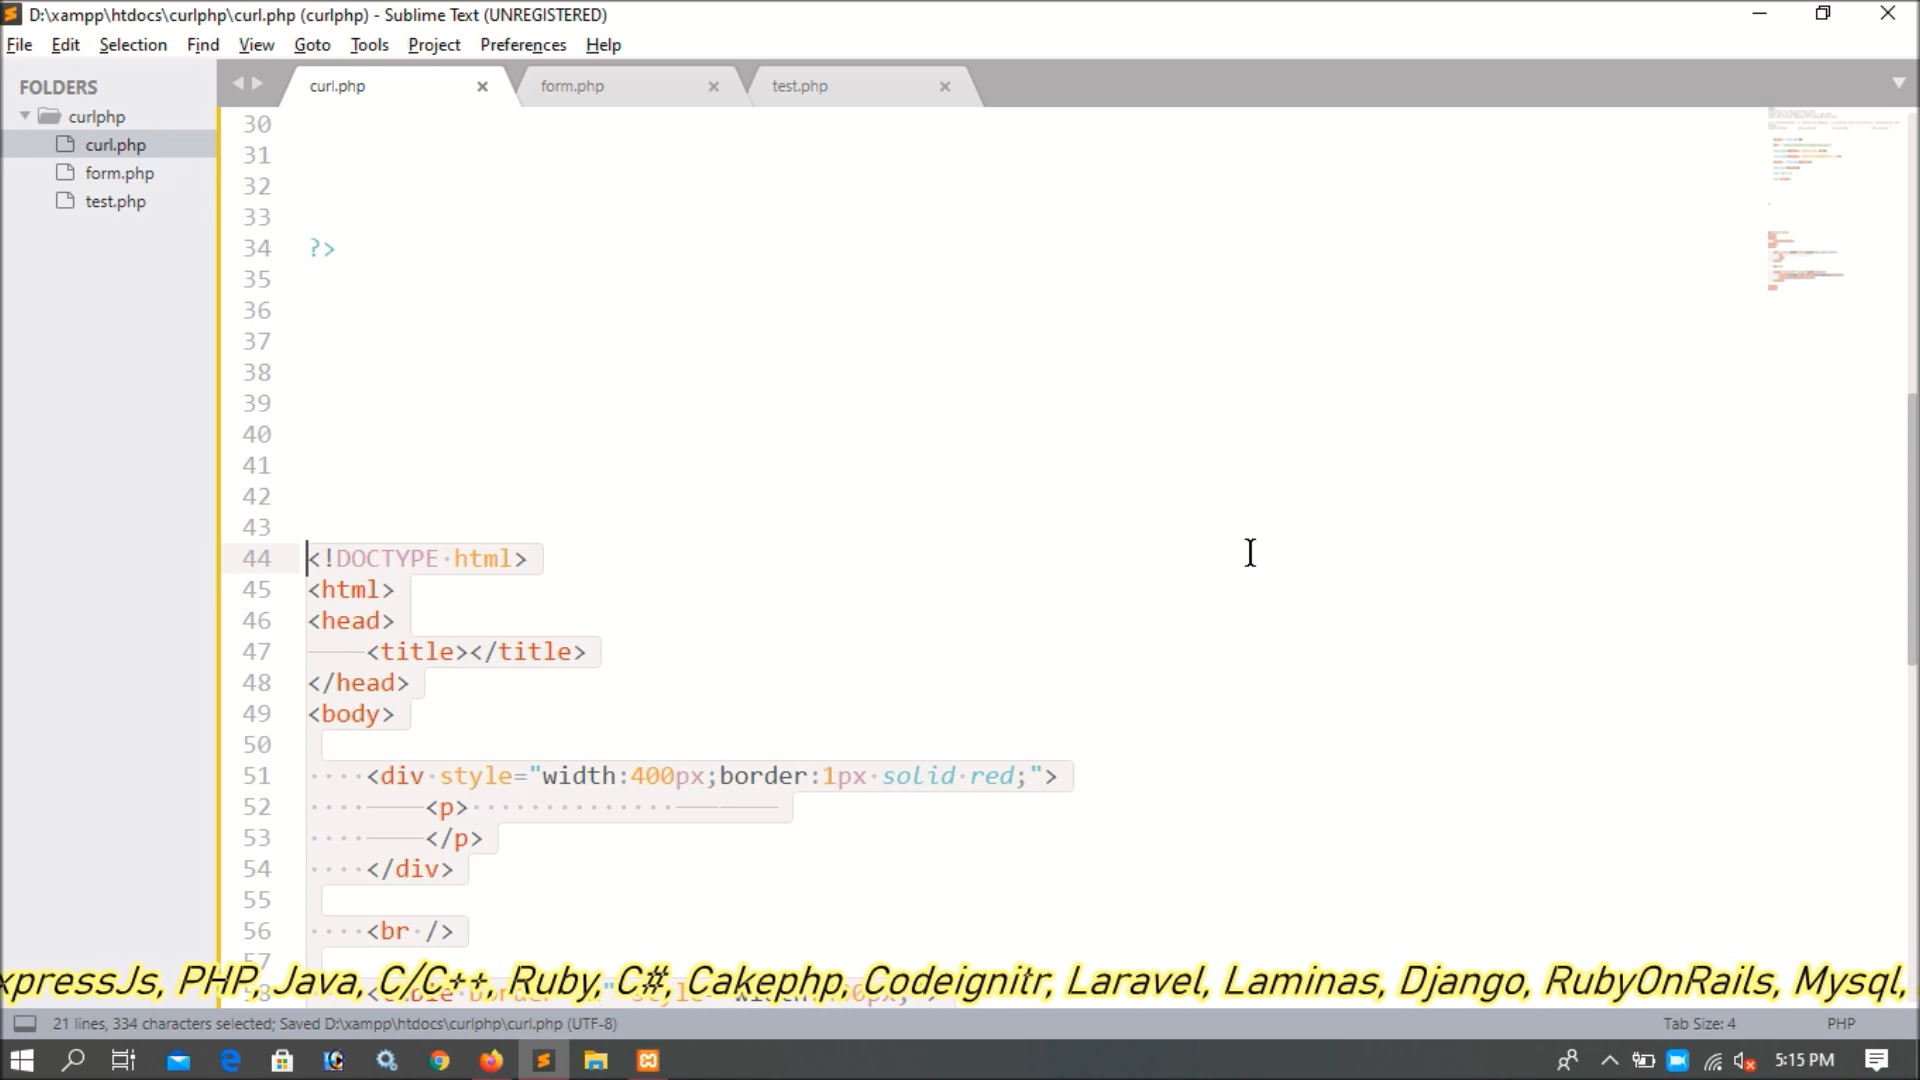 D:\xampp\htdocs\curlphp\curl.php (curlphp) - Sublime Text (UNREGISTERED)
File Edit Selection Find View Goto Tools Project Preferences Help
FOLDERS
curlphp
curl.php
form.php
test.php
curl.php form.php test.php
30
31
32
33
34 ?>
35
36
37
38
39
40
41
42
43
44 <!DOCTYPE html>
45 <html>
46 <head>
47 <title></title>
48 </head>
49 <body>
50
51 <div style="width:400px;border:1px solid red;">
52 <p>
53 </p>
54 </div>
55
56 <br />
57
xpressJs, PHP, Java, C/C++, Ruby, C#, Cakephp, Codeignitr, Laravel, Laminas, Django, RubyOnRails, Mysql,
21 lines, 334 characters selected; Saved D:\xampp\htdocs\curlphp\curl.php (UTF-8) Tab Size: 4 PHP
5:15 PM